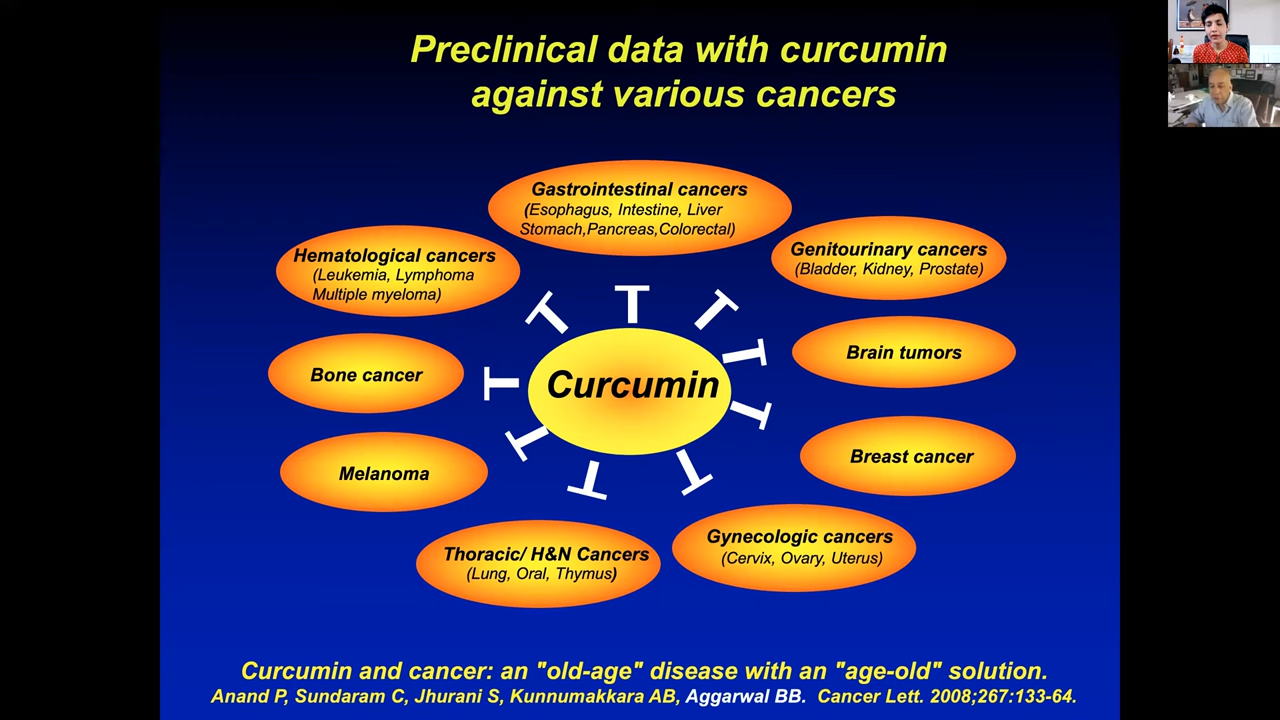 Preclinical data with curcumin
against various cancers
Gastrointestinal cancers
(Esophagus, Intestine, Liver
Stomach,Pancreas,Colorectal)
Hematological cancers
(Leukemia, Lymphoma
Multiple myeloma)
Genitourinary cancers
(Bladder, Kidney, Prostate)
Bone cancer
Curcumin
Brain tumors
Melanoma
Breast cancer
Thoracic/ H&N Cancers
(Lung, Oral, Thymus)
Gynecologic cancers
(Cervix, Ovary, Uterus)
Curcumin and cancer: an "old-age" disease with an "age-old" solution.
Anand P, Sundaram C, Jhurani S, Kunnumakkara AB, Aggarwal BB. Cancer Lett. 2008;267:133-64.